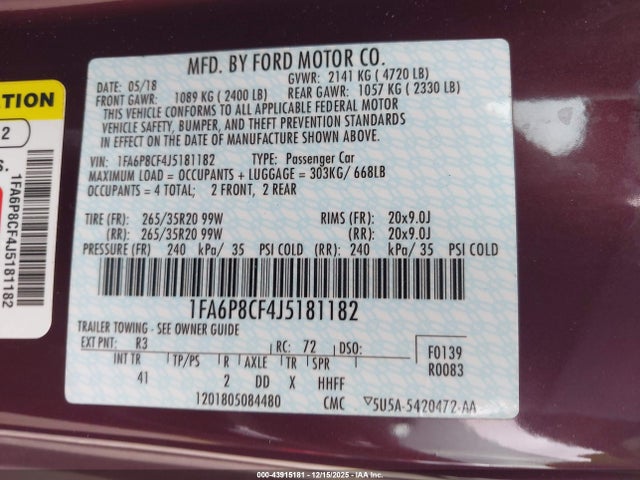 MFD. BY FORD MOTOR CO.
DATE: 05/18 GVWR: 2141 KG ( 4720 LB)
FRONT GAWR: 1089 KG ( 2400 LB) REAR GAWR: 1057 KG ( 2330 LB)
THIS VEHICLE CONFORMS TO ALL APPLICABLE FEDERAL MOTOR
VEHICLE SAFETY, BUMPER, AND THEFT PREVENTION STANDARDS
IN EFFECT ON THE DATE OF MANUFACTURE SHOWN ABOVE.
VIN: 1FA6P8CF4J5181182 TYPE: Passenger Car
MAXIMUM LOAD = OCCUPANTS + LUGGAGE = 303KG/ 668LB
OCCUPANTS = 4 TOTAL; 2 FRONT, 2 REAR
TIRE (FR): 265/35R20 99W RIMS (FR): 20x9.0J
(RR): 265/35R20 99W (RR): 20x9.0J
PRESSURE (FR) 240 kPa/ 35 PSI COLD (RR): 240 kPa/ 35 PSI COLD
1FA6P8CF4J5181182
TRAILER TOWING - SEE OWNER GUIDE
EXT PNT: R3 RC: 72 DSO:
INT TR TP/PS R AXLE TR SPR
41 2 DD X HHFF
F0139
R0083
1201805084480 CMC 5U5A-5420472-AA
TION
2
S.
1FA6P8CF4J5181182
000-43915181 - 12/15/2025 - IAAI, Inc.